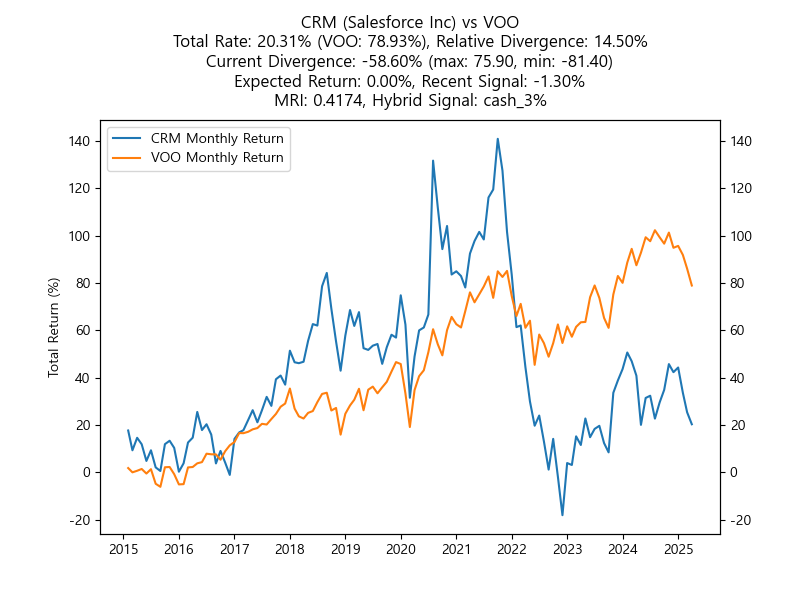 CRM (Salesforce Inc) vs VOO
Total Rate: 20.31% (VOO: 78.93%), Relative Divergence: 14.50%
Current Divergence: -58.60% (max: 75.90, min: -81.40)
Expected Return: 0.00%, Recent Signal: -1.30%
MRI: 0.4174, Hybrid Signal: cash_3%
CRM Monthly Return
VOO Monthly Return
Total Return (%)
140 140
120 120
100 100
80 80
60 60
40 40
20 20
0 0
-20 -20
2015 2016 2017 2018 2019 2020 2021 2022 2023 2024 2025